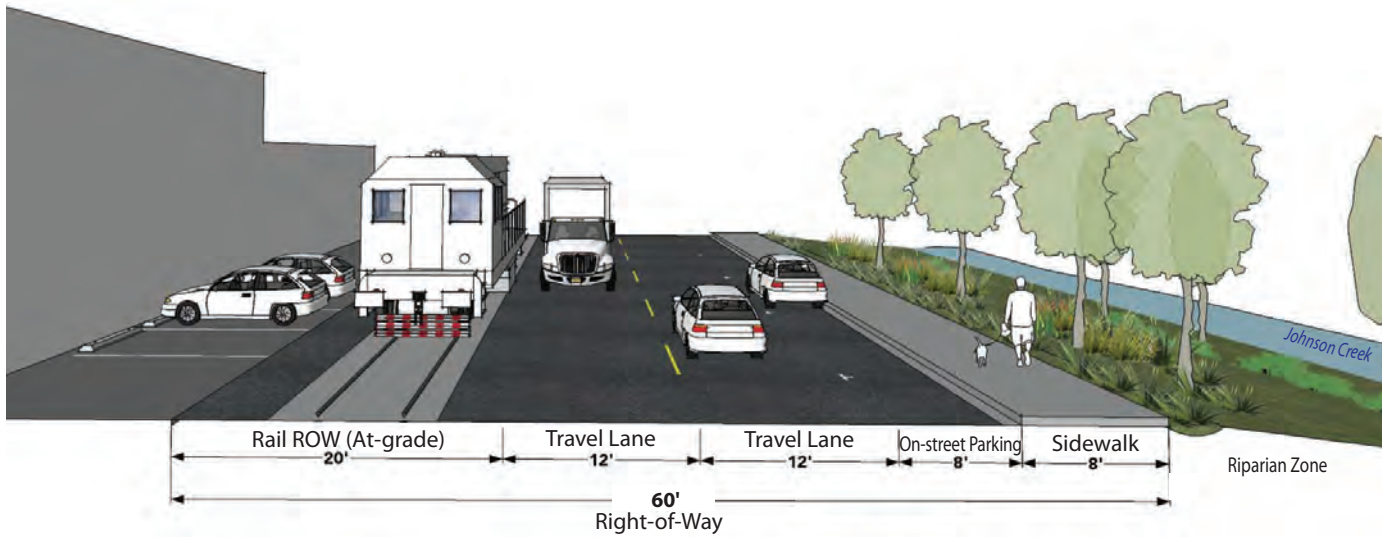 Johnson Creek
Rail ROW (At-grade)
Travel Lane
Travel Lane
On-street Parking
Sidewalk
20'
12'
12'
8'
8'
Riparian Zone
60'
Right-of-Way